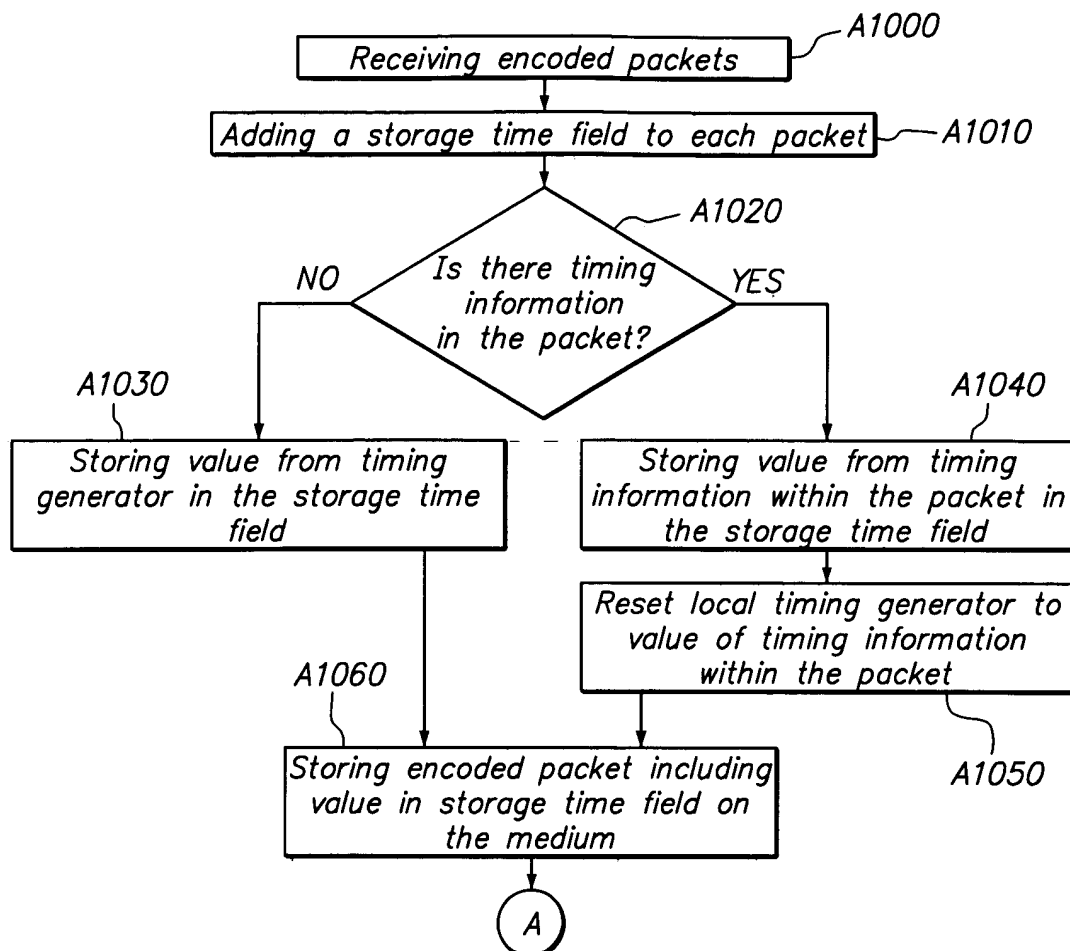 A1000
Receiving encoded packets
Adding a storage time field to each packet
A1010
A1020
Is there timing
information
in the packet?
NO
YES
A1030
Storing value from timing
generator in the storage time
field
A1040
Storing value from timing
information within the packet in
the storage time field
Reset local timing generator to
value of timing information
within the packet
A1050
A1060
Storing encoded packet including
value in storage time field on
the medium
A